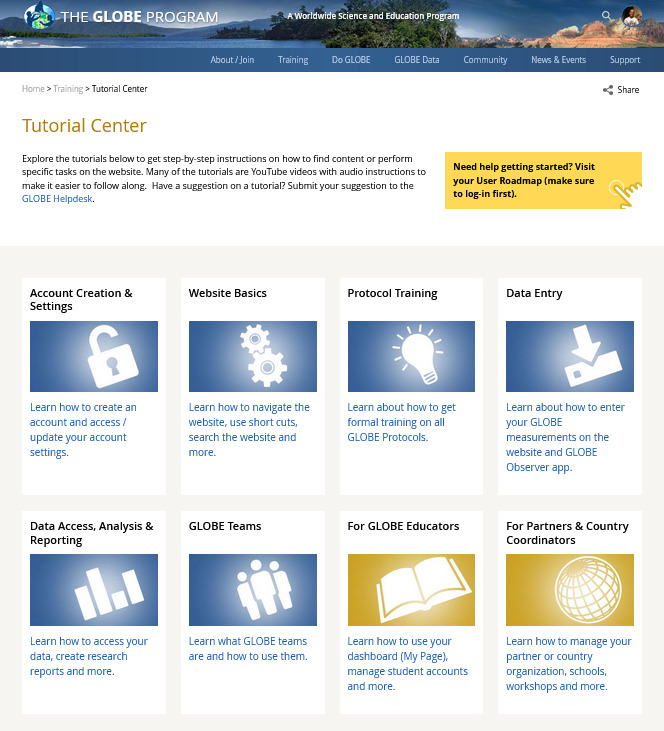 THE GLOBE PROGRAM
A Worldwide Science and Education Program
About / Join Training Do GLOBE GLOBE Data Community News & Events Support
Home > Training > Tutorial Center
Share
Tutorial Center
Explore the tutorials below to get step-by-step instructions on how to find content or perform
specific tasks on the website. Many of the tutorials are YouTube videos with audio instructions to
make it easier to follow along. Have a suggestion on a tutorial? Submit your suggestion to the
GLOBE Helpdesk.
Need help getting started? Visit
your User Roadmap (make sure
to log-in first).
Account Creation &
Settings
Learn how to create an
account and access /
update your account
settings.
Website Basics
Learn how to navigate the
website, use short cuts,
search the website and
more.
Protocol Training
Learn about how to get
formal training on all
GLOBE Protocols.
Data Entry
Learn about how to enter
your GLOBE
measurements on the
website and GLOBE
Observer app.
Data Access, Analysis &
Reporting
Learn how to access your
data, create research
reports and more.
GLOBE Teams
Learn what GLOBE teams
are and how to use them.
For GLOBE Educators
Learn how to use your
dashboard (My Page),
manage student accounts
and more.
For Partners & Country
Coordinators
Learn how to manage your
partner or country
organization, schools,
workshops and more.